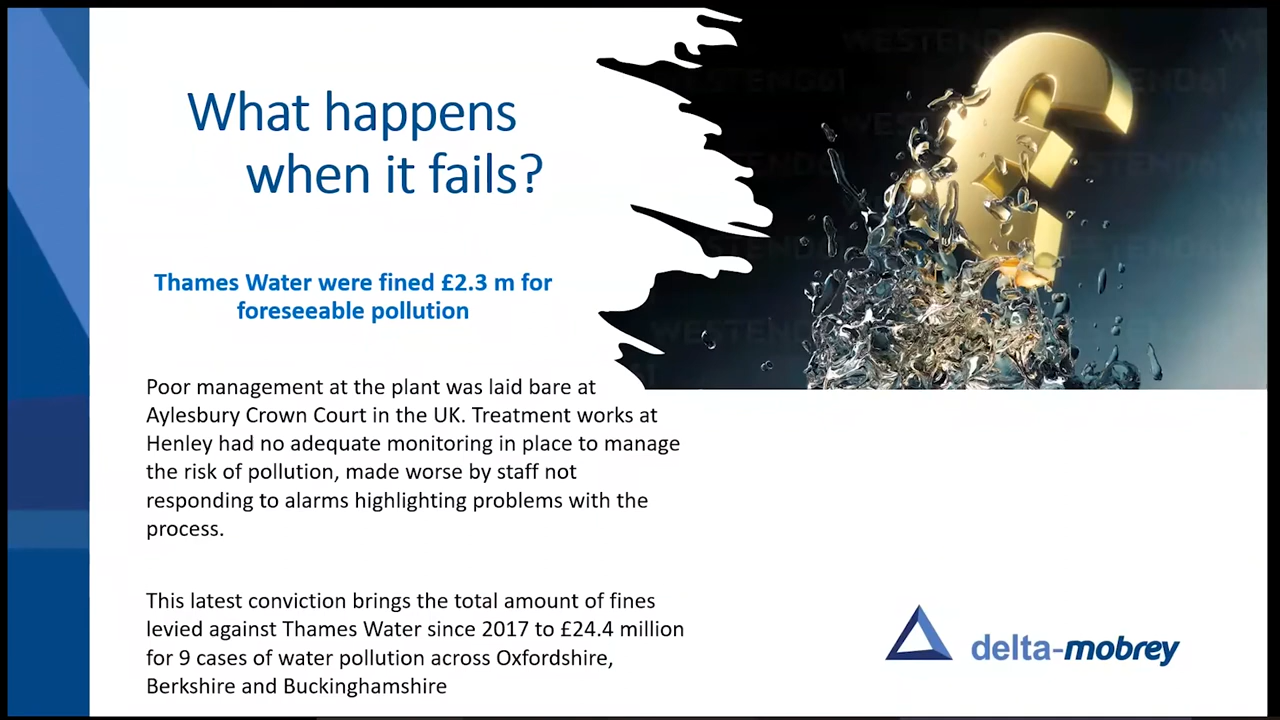 What happens
when it fails?
Thames Water were fined £2.3 m for
foreseeable pollution
Poor management at the plant was laid bare at
Aylesbury Crown Court in the UK. Treatment works at
Henley had no adequate monitoring in place to manage
the risk of pollution, made worse by staff not
responding to alarms highlighting problems with the
process.
This latest conviction brings the total amount of fines
levied against Thames Water since 2017 to £24.4 million
for 9 cases of water pollution across Oxfordshire,
Berkshire and Buckinghamshire
delta-mobrey
WESTEND61